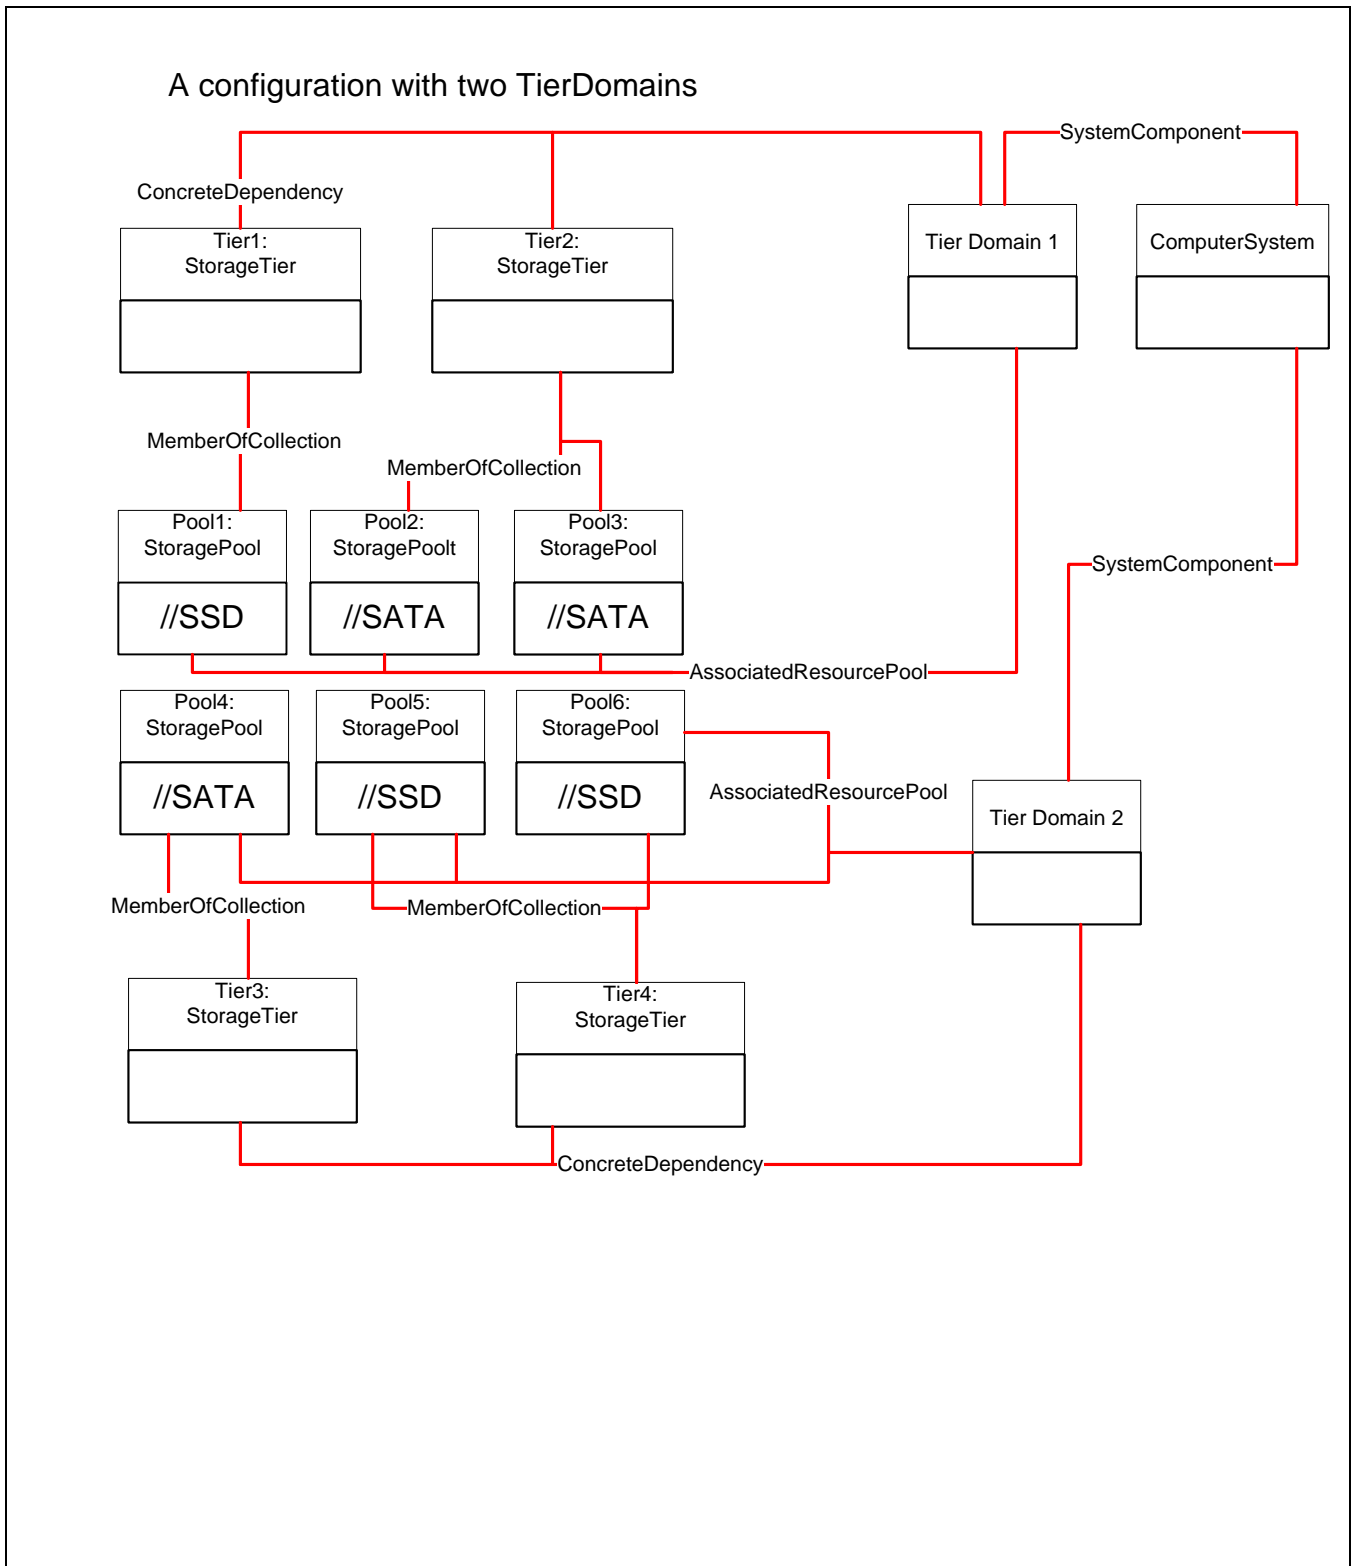 A configuration with two TierDomains
SystemComponent
ConcreteDependency
Tier1:
StorageTier
Tier2:
StorageTier
Tier Domain 1
ComputerSystem
MemberOfCollection
MemberOfCollection
Pool1:
StoragePool
Pool2:
StoragePoolt
Pool3:
StoragePool
SystemComponent
//SSD
//SATA
//SATA
AssociatedResourcePool
Pool4:
StoragePool
Pool5:
StoragePool
Pool6:
StoragePool
//SATA
//SSD
//SSD
AssociatedResourcePool
Tier Domain 2
MemberOfCollection
MemberOfCollection
Tier3:
StorageTier
Tier4:
StorageTier
ConcreteDependency